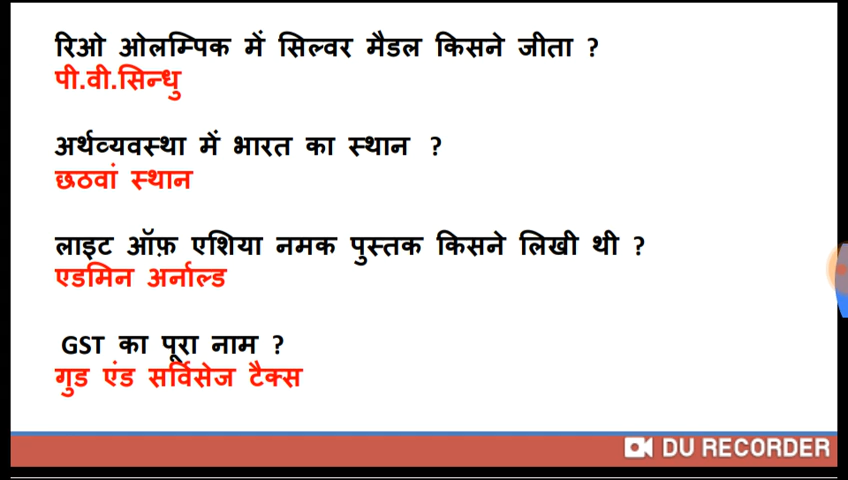 रिओ ओलम्पिक में सिल्वर मैडल किसने जीता ?
पी.वी.सिन्धु
अर्थव्यवस्था में भारत का स्थान ?
छठवां स्थान
लाइट ऑफ़ एशिया नमक पुस्तक किसने लिखी थी ?
एडमिन अर्नाल्ड
GST का पूरा नाम ?
गुड एंड सर्विसेज टैक्स
DU RECORDER